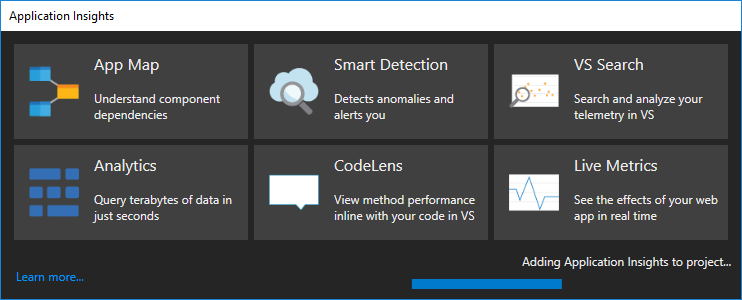 Application Insights
App Map
Understand component
dependencies
Smart Detection
Detects anomalies and
alerts you
VS Search
Search and analyze your
telemetry in VS
Analytics
Query terabytes of data in
just seconds
CodeLens
View method performance
inline with your code in VS
Live Metrics
See the effects of your web
app in real time
Adding Application Insights to project...
Learn more...